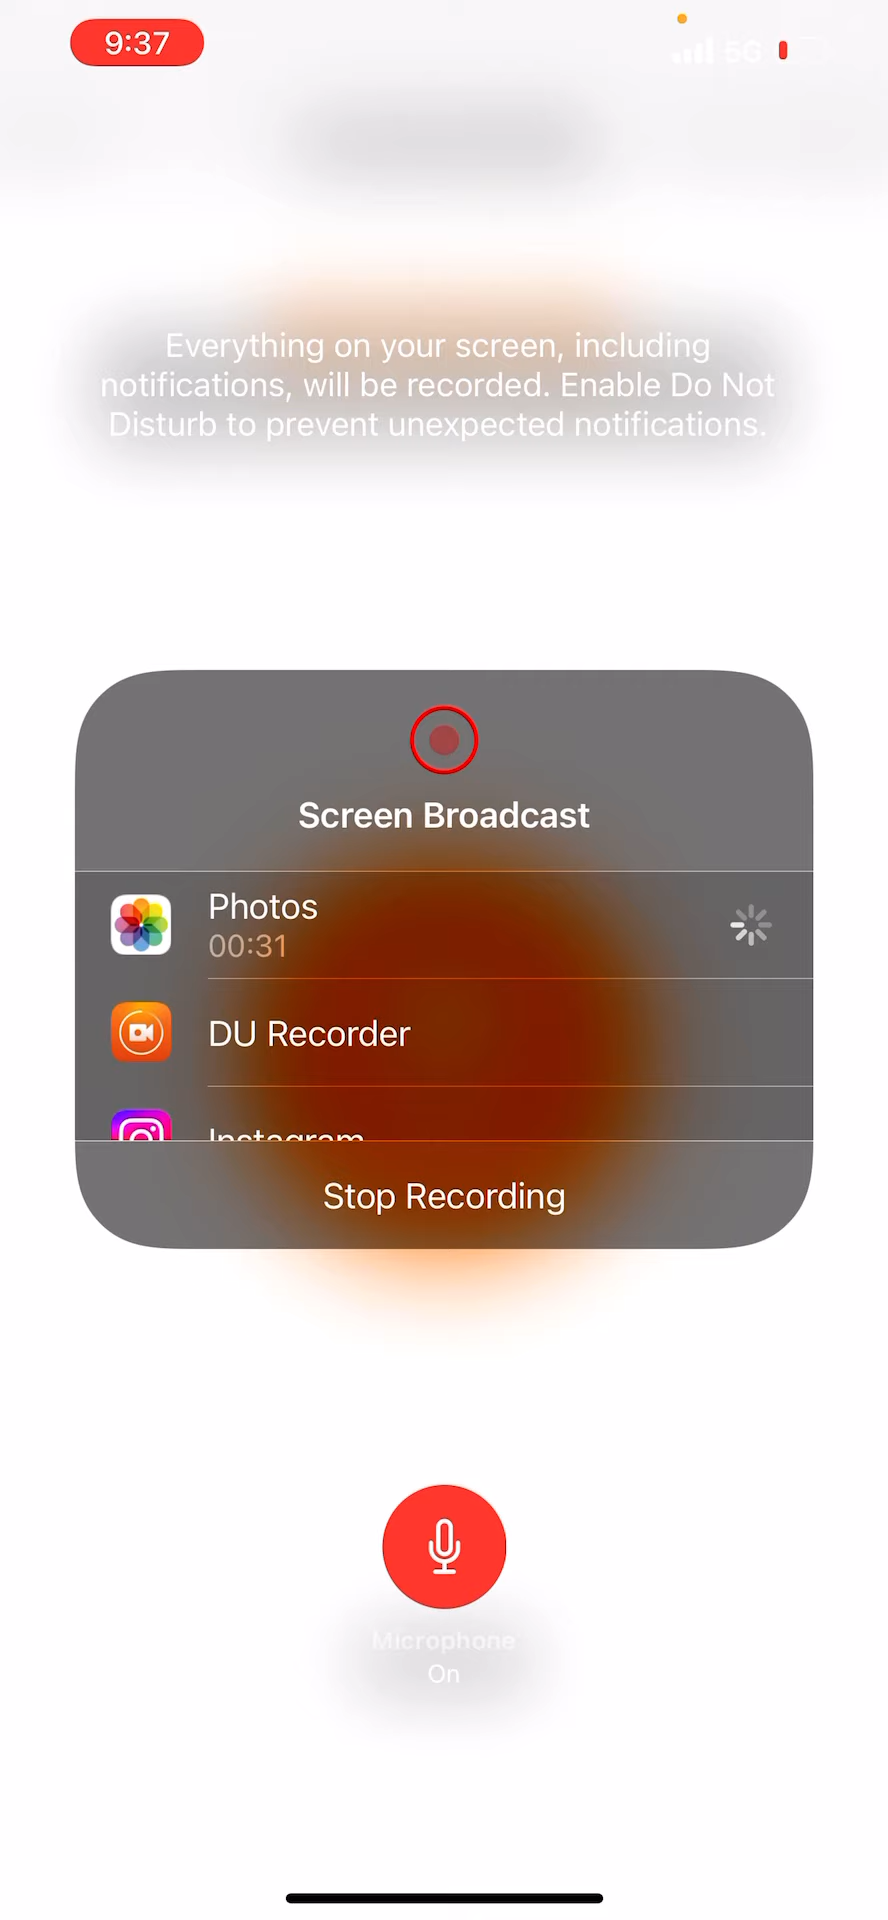 9:37
5G
Everything on your screen, including
notifications, will be recorded. Enable Do Not
Disturb to prevent unexpected notifications.
Screen Broadcast
Photos
00:31
DU Recorder
Instagram
Stop Recording
Microphone
On